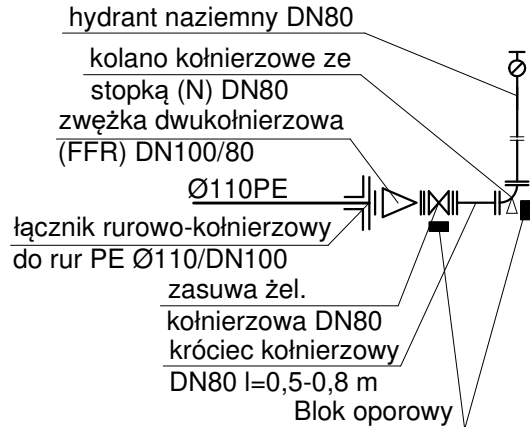 hydrant naziemny DN80
kolano kołnierzowe ze
stopką (N) DN80
zwężka dwukołnierzowa
(FFR) DN100/80
Ø110PE
łącznik rurowo-kołnierzowy
do rur PE Ø110/DN100
zasuwa żel.
kołnierzowa DN80
króciec kołnierzowy
DN80 l=0,5-0,8 m
Blok oporowy